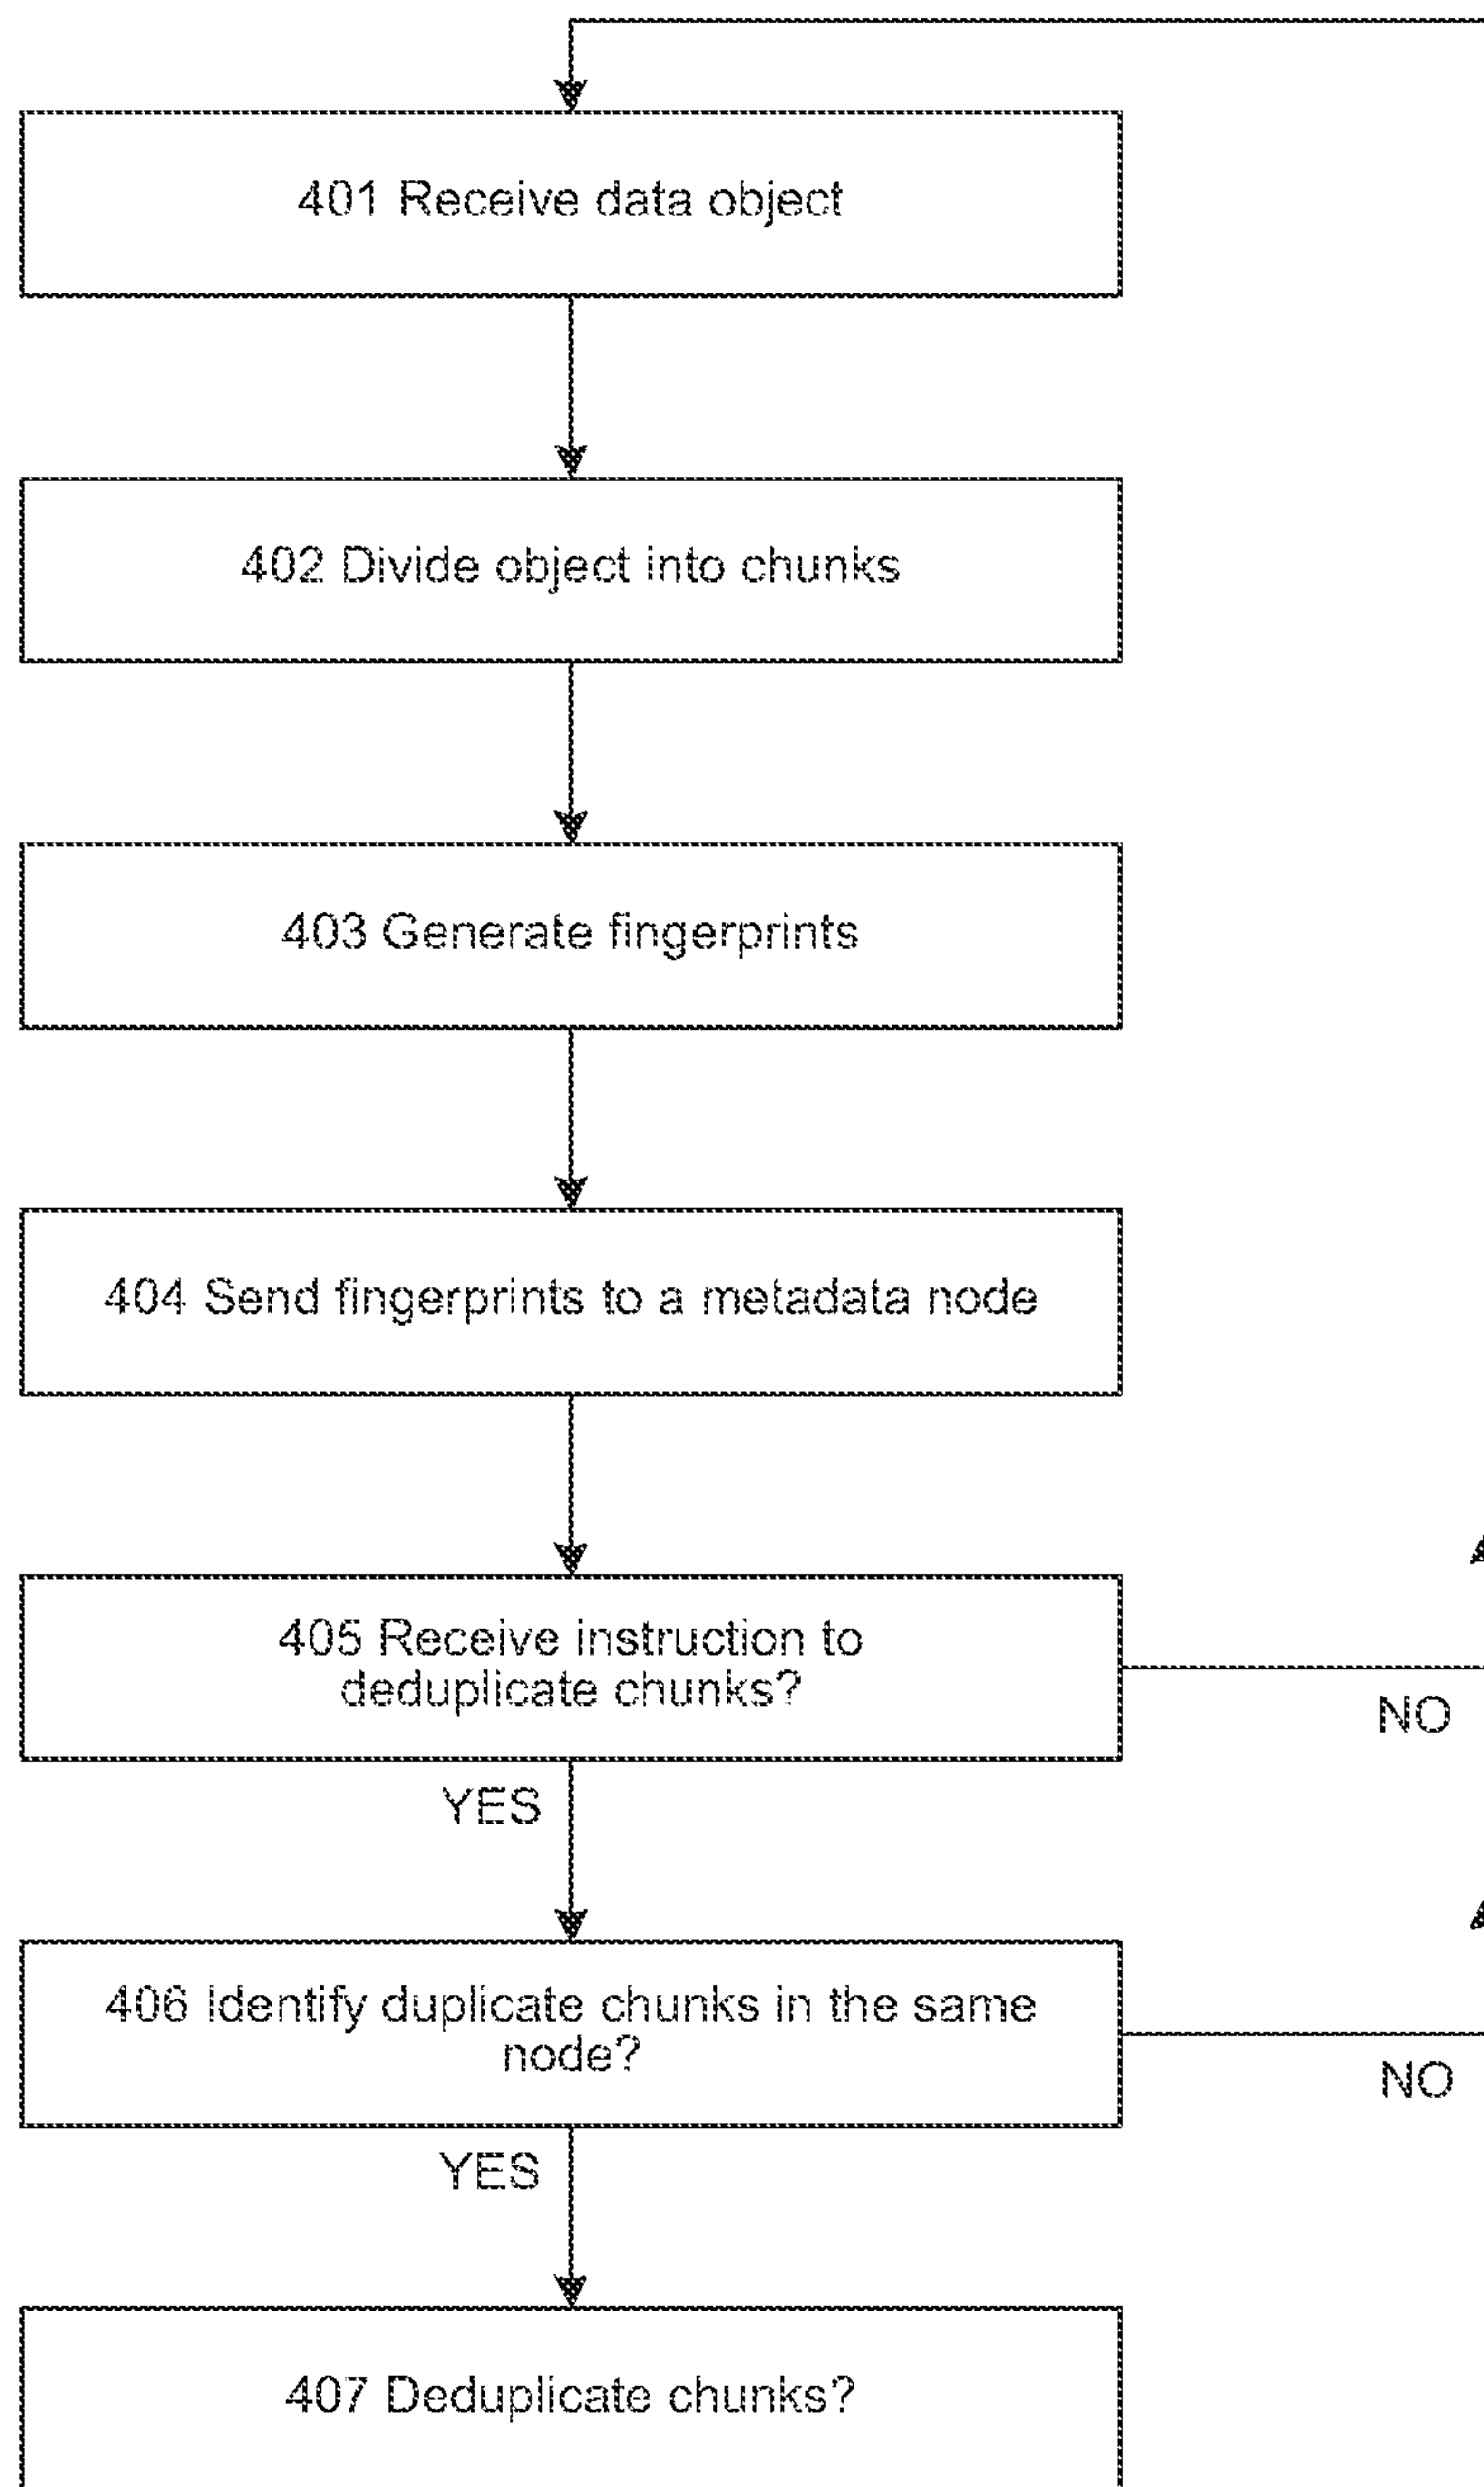 401 Receive data object
402 Divide object into chunks
403 Generate fingerprints
404 Send fingerprints to a metadata node
405 Receive instruction to
deduplicate chunks?
NO
YES
406 Identify duplicate chunks in the same
node?
NO
YES
407 Deduplicate chunks?